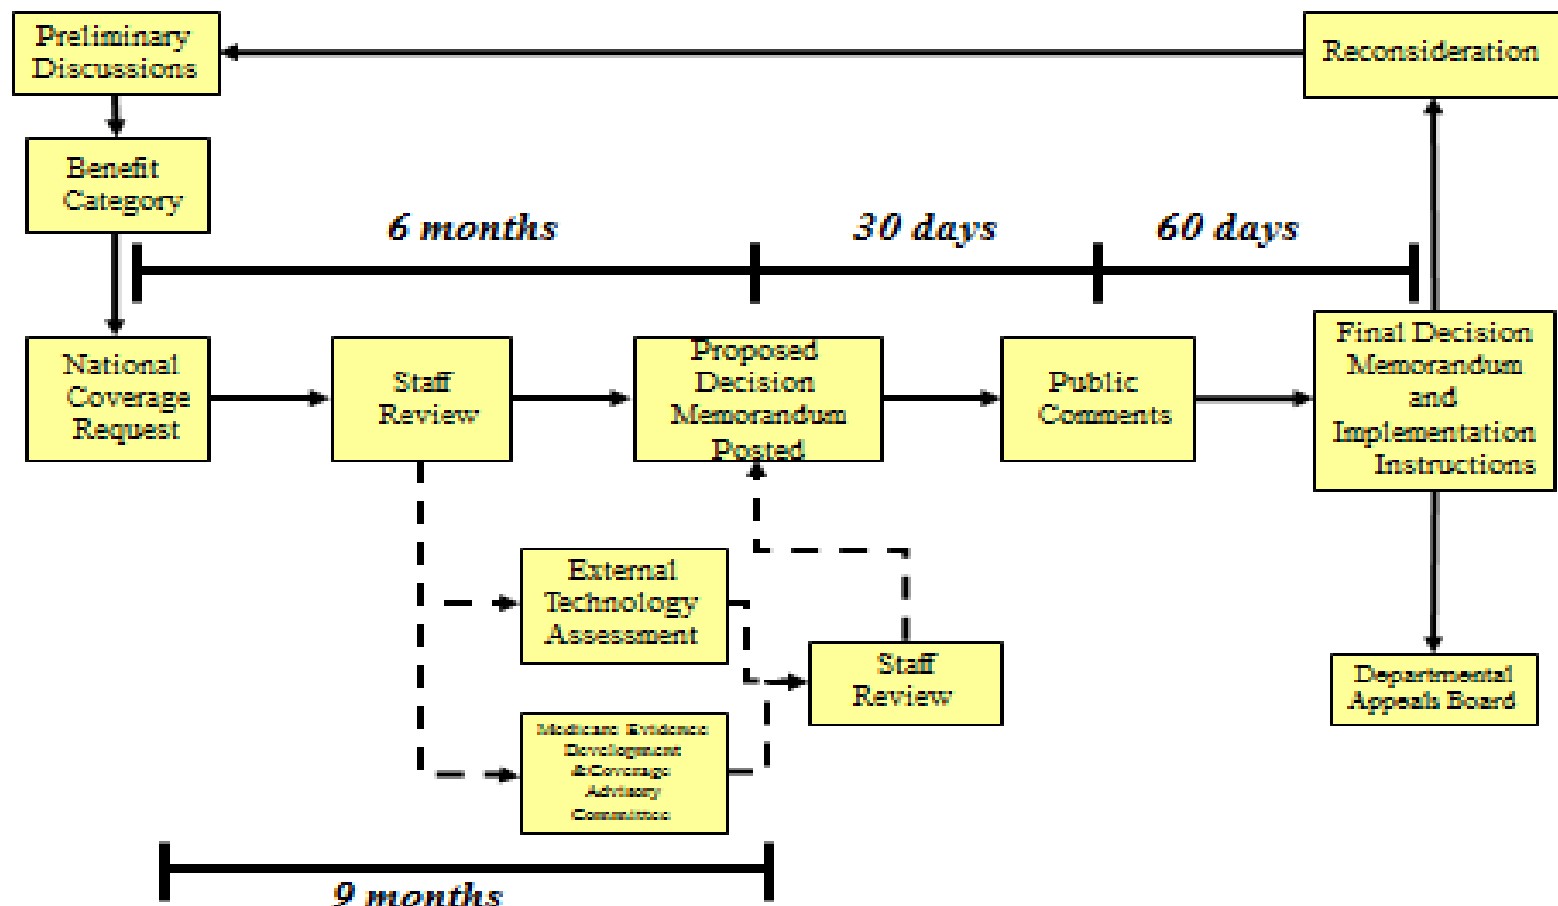 Preliminary
Discussions
Reconsideration
Benefit
Category
6 months
30 days
60 days
National
Coverage
Request
Staff
Review
Proposed
Decision
Memorandum
Posted
Public
Comments
Final Decision
Memorandum
and
Implementation
Instructions
External
Technology
Assessment
Staff
Review
Departmental
Appeals Board
Medicare Evidence
Development
&Coverage
Advisory
Committee
9 months